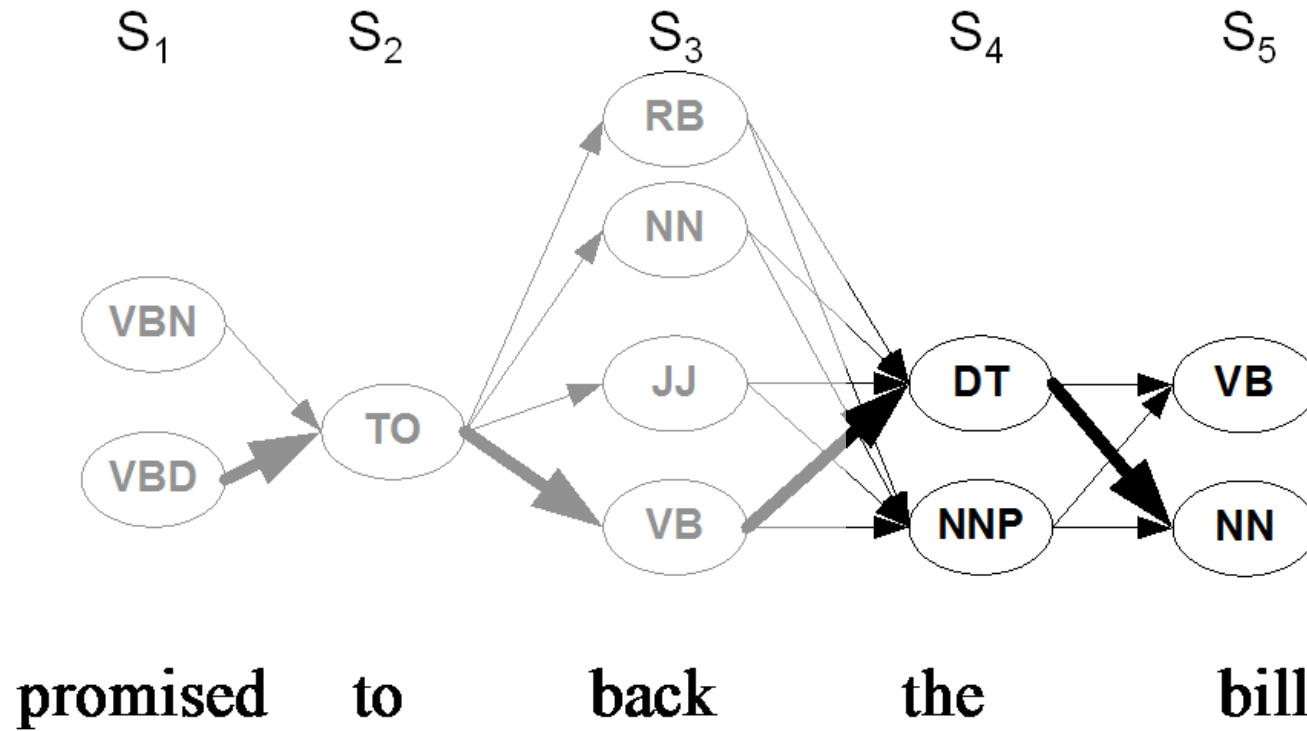 S₁ S₂ S₃ S₄ S₅
RB
NN
VBN
JJ DT VB
TO
VBD
VB NNP NN
promised to back the bill